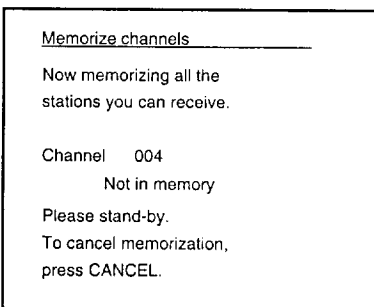 Memorize channels
Now memorizing all the
stations you can receive.
Channel 004
Not in memory
Please stand-by.
To cancel memorization,
press CANCEL.